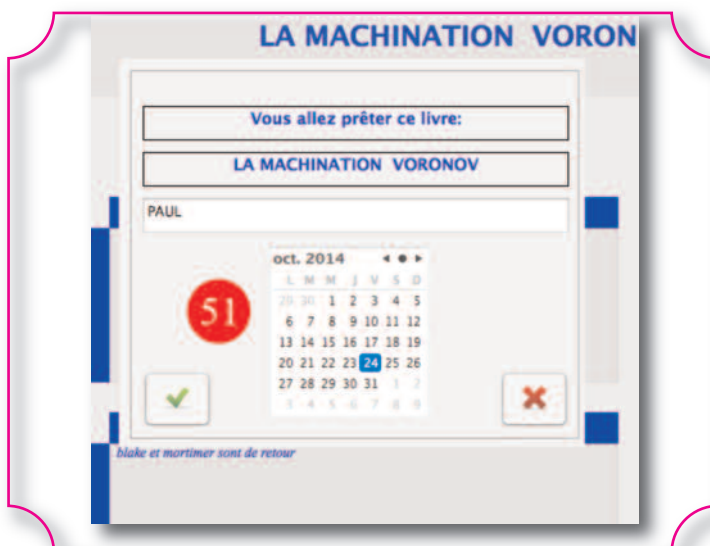 LA MACHINATION VORON
Vous allez prêter ce livre:
LA MACHINATION VORONOV
PAUL
oct. 2014
L M M J V S D
29 30 1 2 3 4 5
6 7 8 9 10 11 12
51
13 14 15 16 17 18 19
20 21 22 23 24 25 26
27 28 29 30 31 1 2
3 4 5 6 7 8 9
blake et mortimer sont de retour